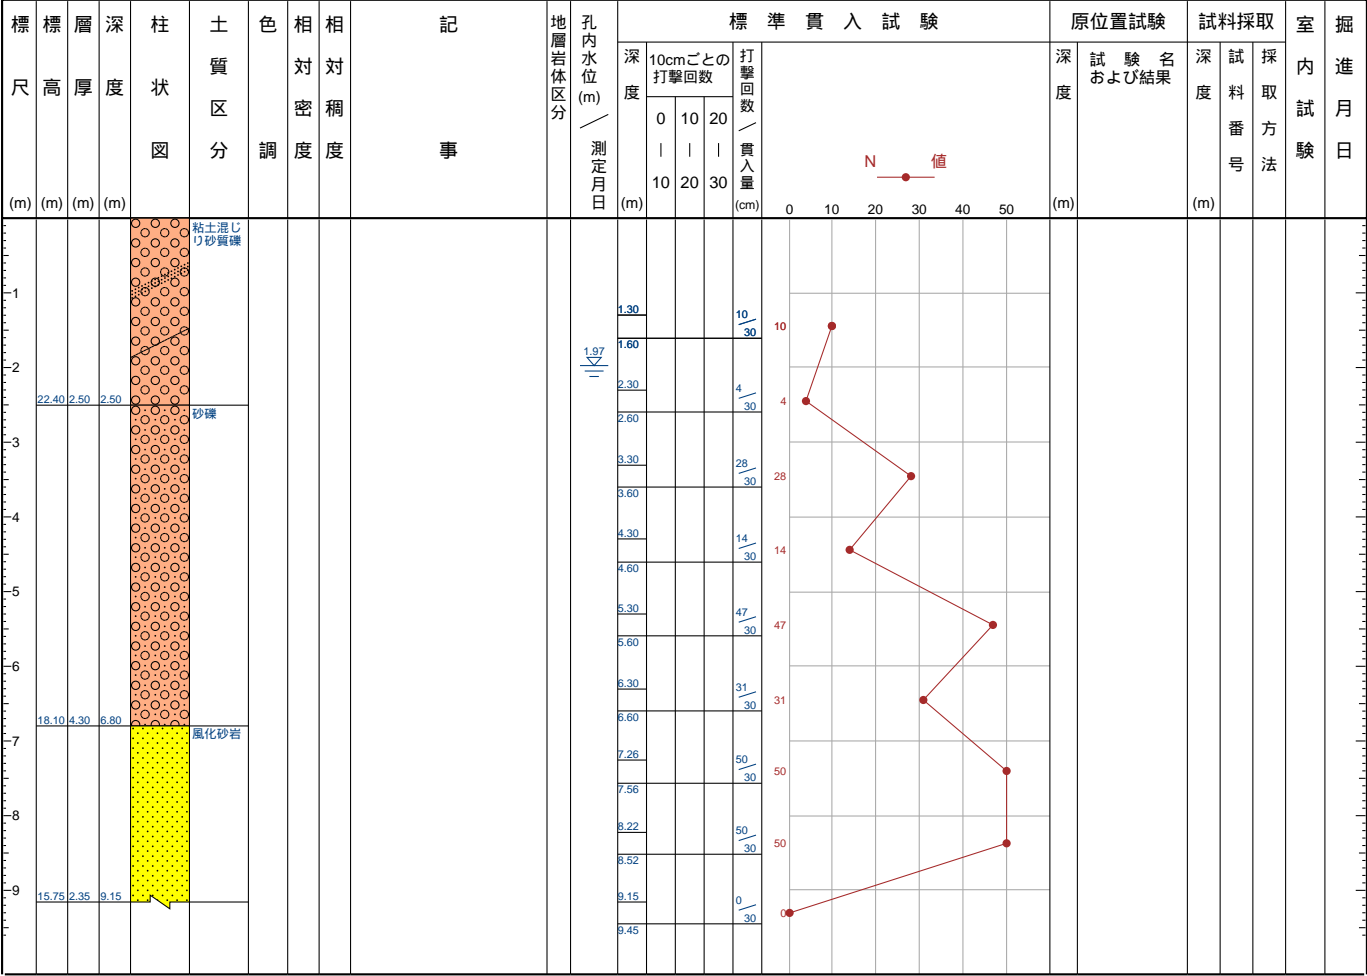 標尺(m)
標高(m)
層厚(m)
深度(m)
柱状図
土質区分
色調
相対密度
相対稠度
記事
地層岩体区分
孔内水位(m)／測定月日
標準貫入試験
深度(m)
10cmごとの
打撃回数
0 10 20
| | |
10 20 30
打撃回数／貫入量(cm)
N 値
0 10 20 30 40 50
原位置試験
深度(m)
試験名
および結果
試料採取
深度(m)
試料番号
採取方法
室内試験
掘進月日
粘土混じ
り砂質礫
1
1.30 10/30 10
1.60
1.97
2
2.30 4/30 4
22.40 2.50 2.50
砂礫
2.60
3
3.30 28/30 28
3.60
4
4.30 14/30 14
4.60
5
5.30 47/30 47
5.60
6
6.30 31/30 31
6.60
18.10 4.30 6.80
風化砂岩
7
7.26 50/30 50
7.56
8
8.22 50/30 50
8.52
9
15.75 2.35 9.15
9.15 0/30 0
9.45